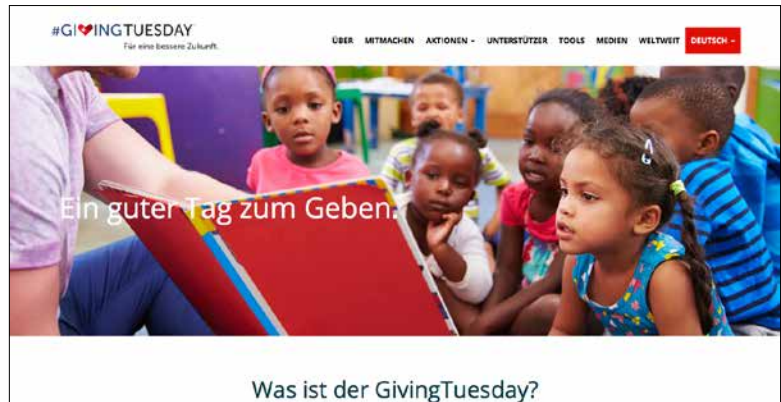 #GIVINGTUESDAY
Für eine bessere Zukunft.
ÜBER MITMACHEN AKTIONEN UNTERSTÜTZER TOOLS MEDIEN WELTWEIT DEUTSCH
Ein guter Tag zum Geben.
Was ist der GivingTuesday?